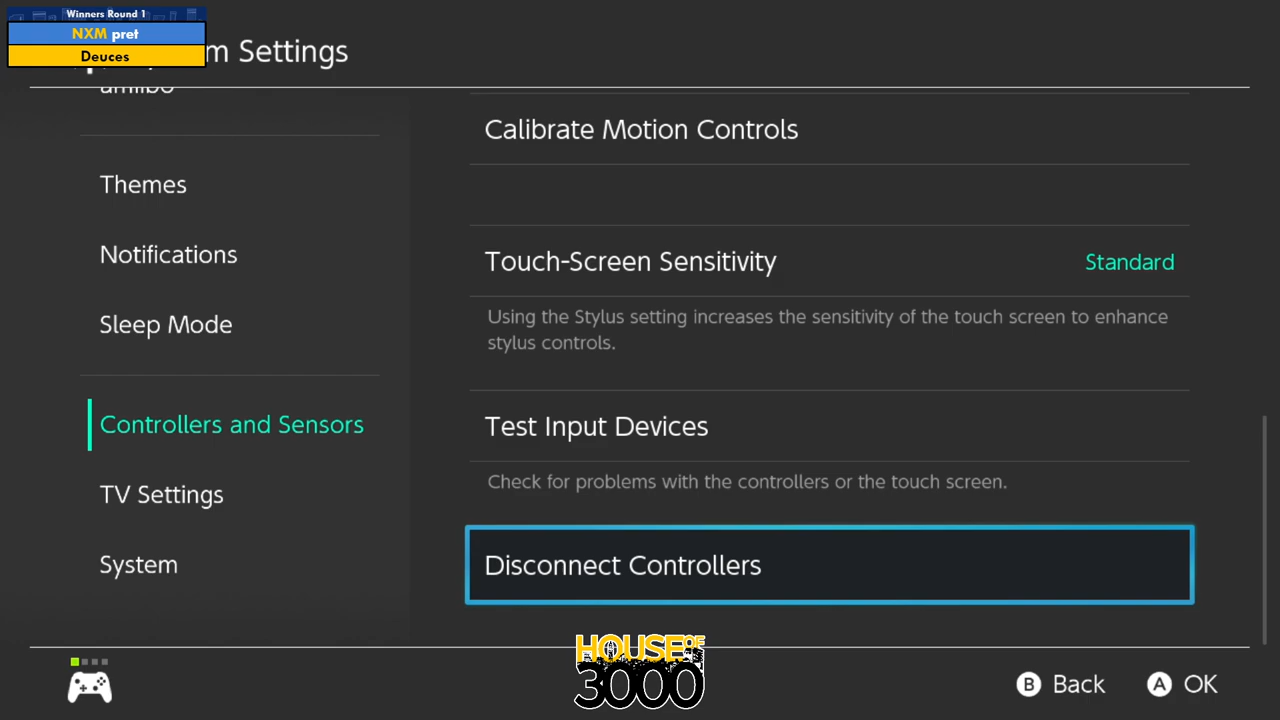 Winners Round 1
NXM pret
Deuces
m Settings
amiibo
Themes
Notifications
Sleep Mode
Controllers and Sensors
TV Settings
System
Calibrate Motion Controls
Touch-Screen Sensitivity Standard
Using the Stylus setting increases the sensitivity of the touch screen to enhance
stylus controls.
Test Input Devices
Check for problems with the controllers or the touch screen.
Disconnect Controllers
HOUSE OF
3000
B Back A OK